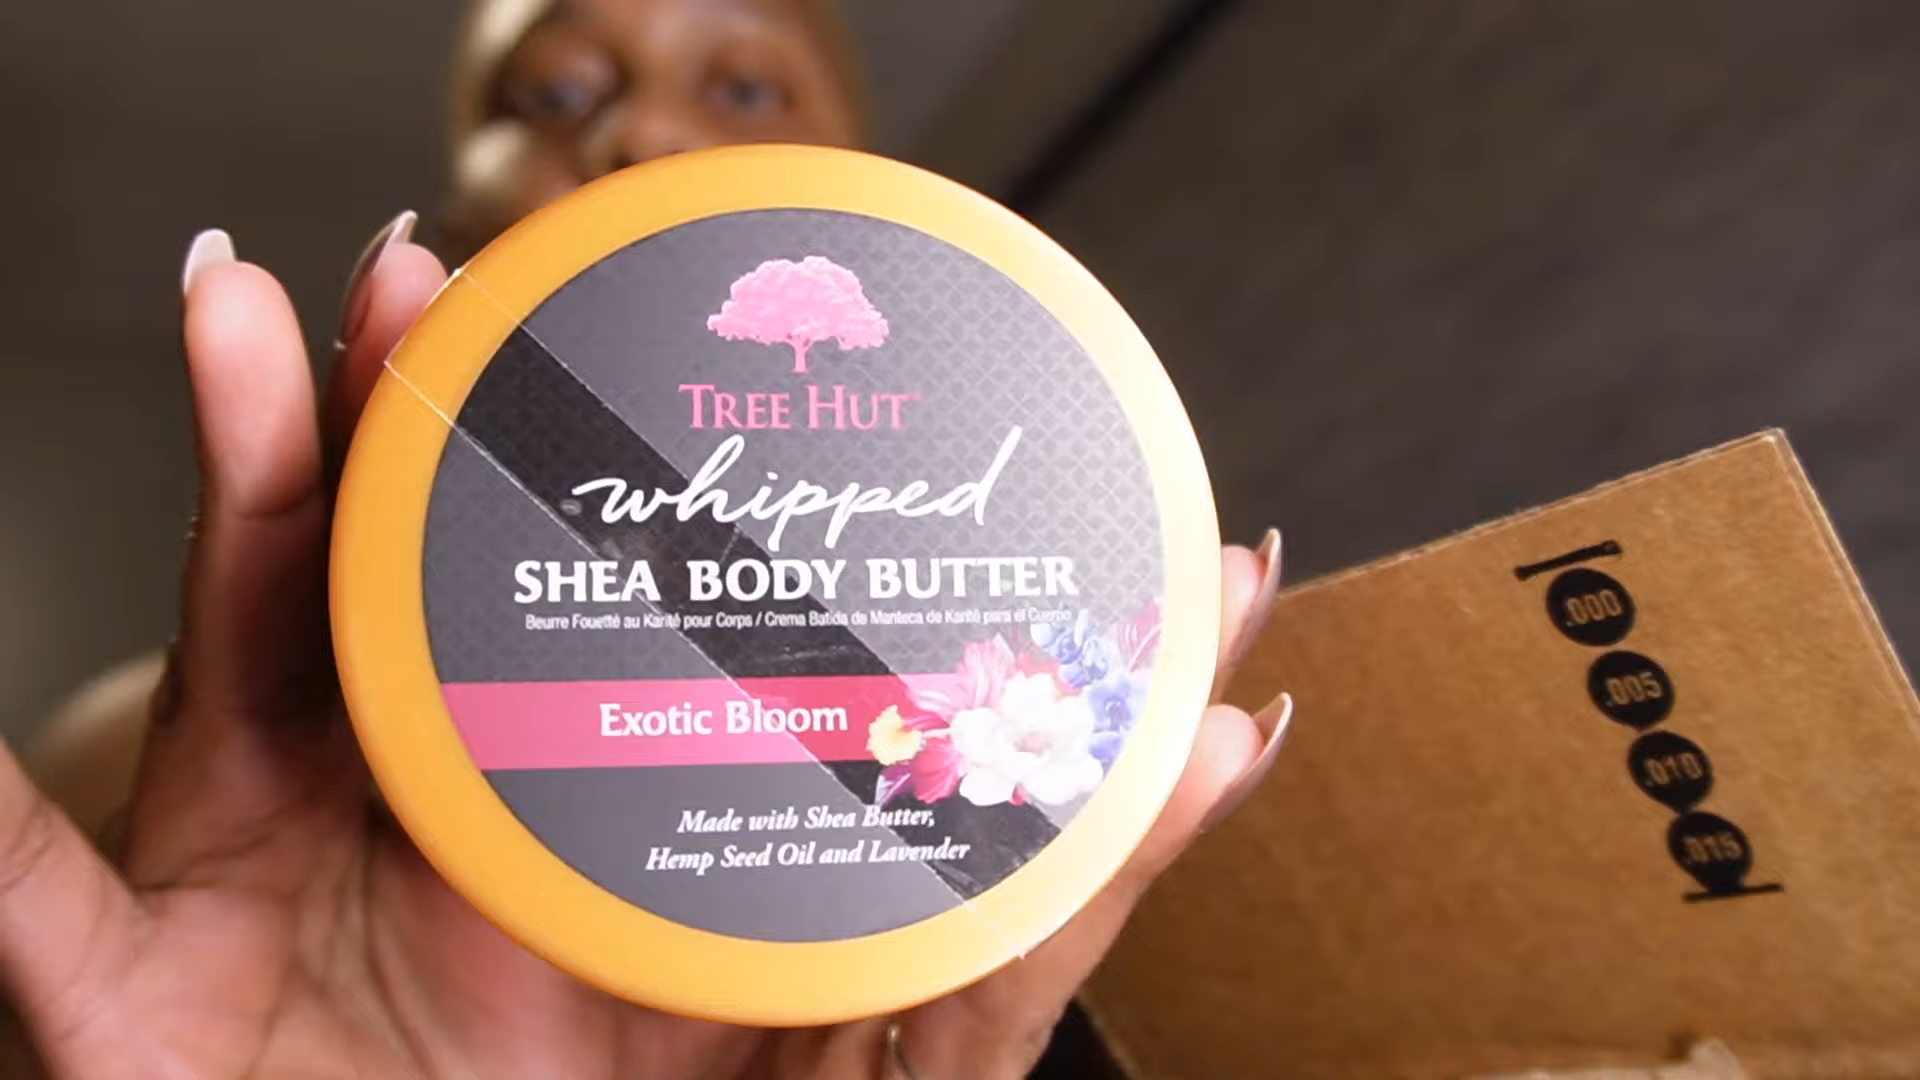 TREE HUT
whipped
SHEA BODY BUTTER
Beurre Fouetté au Karité pour Corps / Crema Batida de Manteca de Karité para el Cuerpo
Exotic Bloom
Made with Shea Butter,
Hemp Seed Oil and Lavender
.000
.005
.010
.015